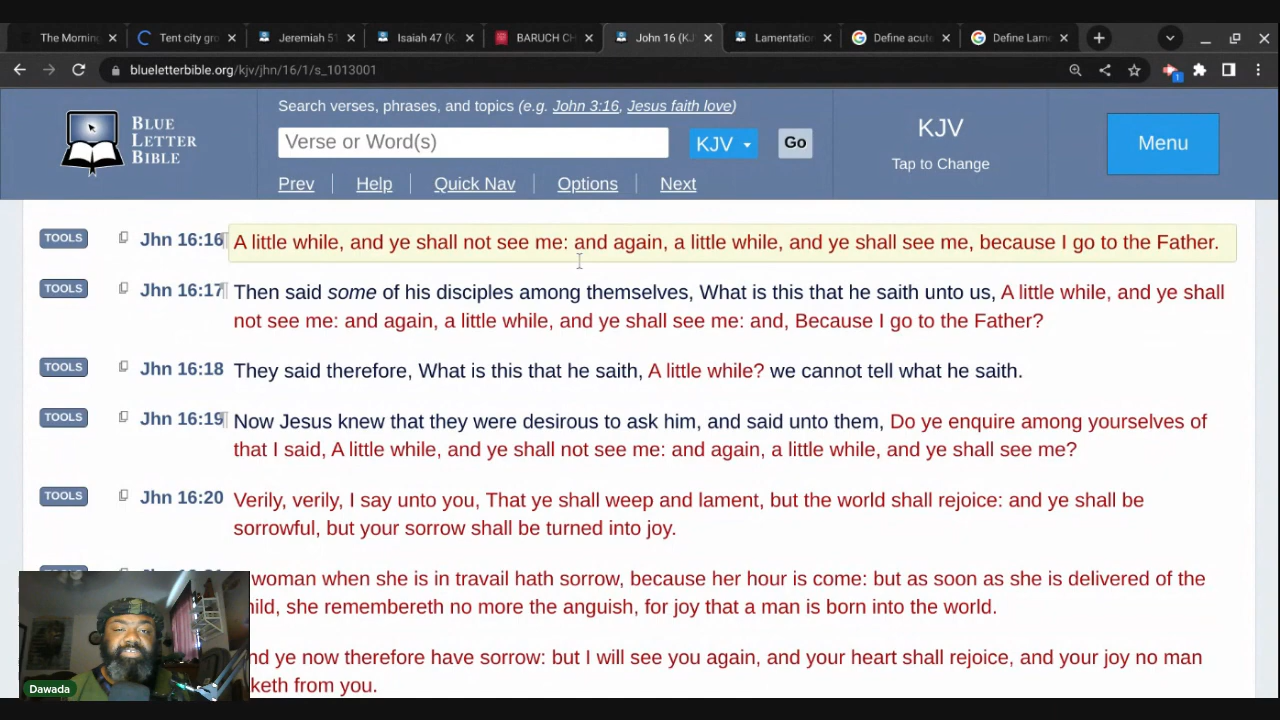 The Mornin
Tent city gr
Jeremiah 51
Isaiah 47 (K
BARUCH CH
John 16 (KJ
Lamentation
Define acut
Define Lam
blueletterbible.org/kjv/jhn/16/1/s_1013001
1
BLUE
LETTER
BIBLE
Search verses, phrases, and topics (e.g. John 3:16, Jesus faith love)
Verse or Word(s)
KJV
Go
Prev
Help
Quick Nav
Options
Next
KJV
Tap to Change
Menu
TOOLS Jhn 16:16 ¶ A little while, and ye shall not see me: and again, a little while, and ye shall see me, because I go to the Father.
TOOLS Jhn 16:17 ¶ Then said some of his disciples among themselves, What is this that he saith unto us, A little while, and ye shall
not see me: and again, a little while, and ye shall see me: and, Because I go to the Father?
TOOLS Jhn 16:18 They said therefore, What is this that he saith, A little while? we cannot tell what he saith.
TOOLS Jhn 16:19 ¶ Now Jesus knew that they were desirous to ask him, and said unto them, Do ye enquire among yourselves of
that I said, A little while, and ye shall not see me: and again, a little while, and ye shall see me?
TOOLS Jhn 16:20 Verily, verily, I say unto you, That ye shall weep and lament, but the world shall rejoice: and ye shall be
sorrowful, but your sorrow shall be turned into joy.
woman when she is in travail hath sorrow, because her hour is come: but as soon as she is delivered of the
hild, she remembereth no more the anguish, for joy that a man is born into the world.
nd ye now therefore have sorrow: but I will see you again, and your heart shall rejoice, and your joy no man
keth from you.
Dawada